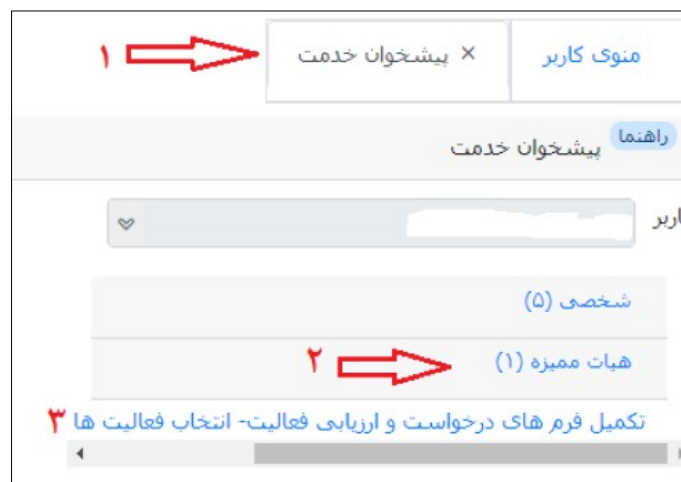 منوی کاربر
× پیشخوان خدمت
۱
راهنما
پیشخوان خدمت
شخصی (۵)
هیات ممیزه (۱)
۲
تکمیل فرم های درخواست و ارزیابی فعالیت- انتخاب فعالیت ها ۳